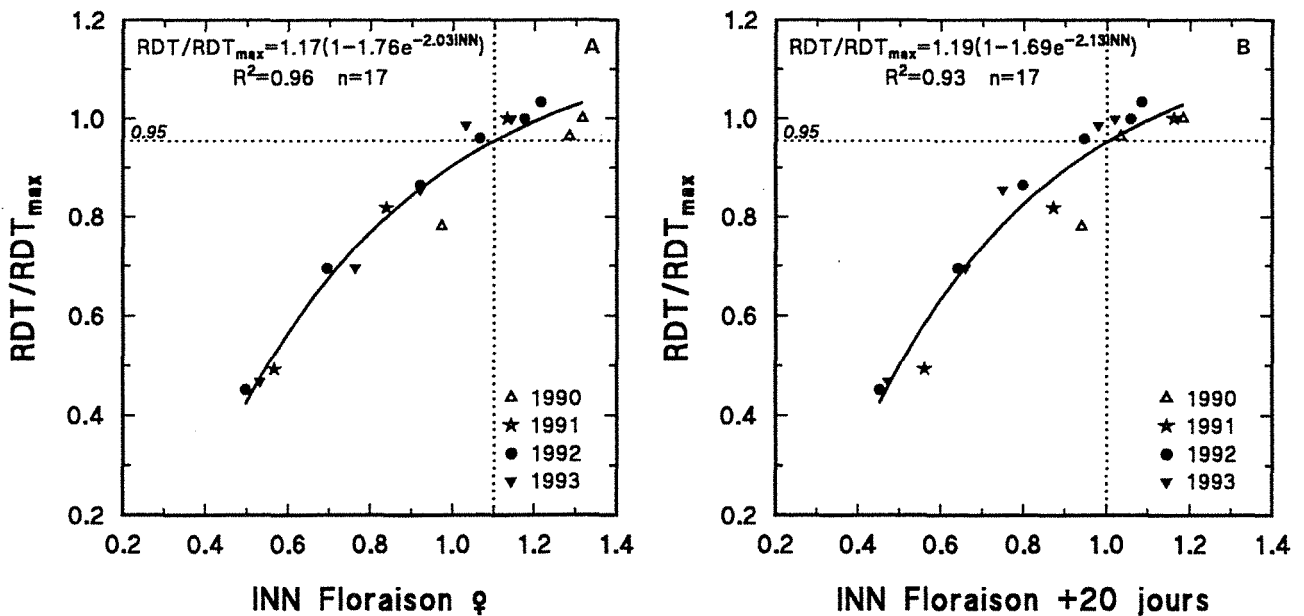 RDT/RDTmax=1.17(1-1.76e-2.03INN)
R2=0.96 n=17
A
0.95
1.2
1.0
0.8
0.6
0.4
0.2
RDT/RDTmax
△ 1990
★ 1991
● 1992
▼ 1993
0.2 0.4 0.6 0.8 1.0 1.2 1.4
INN Floraison ♀
RDT/RDTmax=1.19(1-1.69e-2.13INN)
R2=0.93 n=17
B
0.95
1.2
1.0
0.8
0.6
0.4
0.2
RDT/RDTmax
△ 1990
★ 1991
● 1992
▼ 1993
0.2 0.4 0.6 0.8 1.0 1.2 1.4
INN Floraison +20 jours